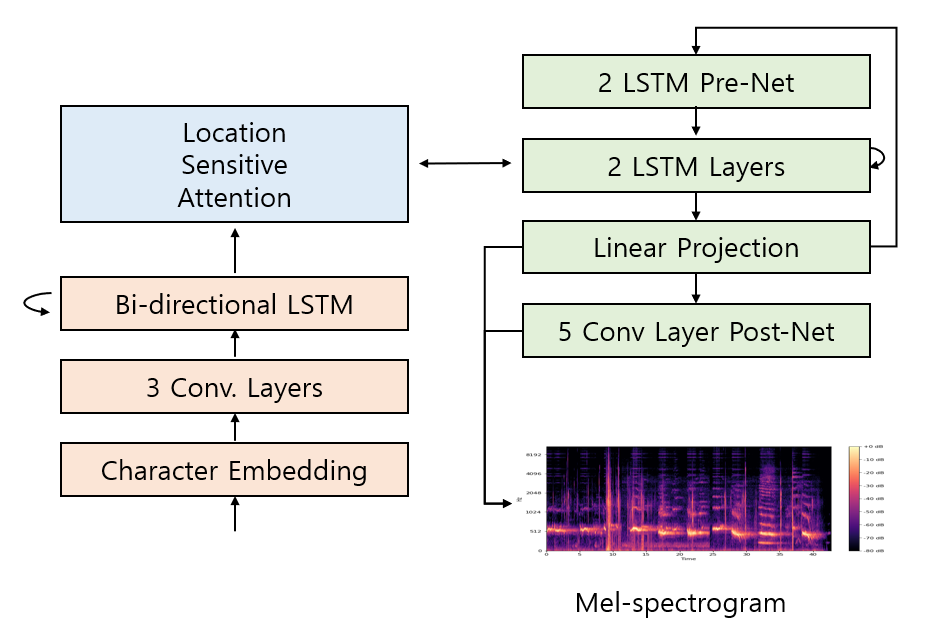 Location
Sensitive
Attention
Bi-directional LSTM
3 Conv. Layers
Character Embedding
2 LSTM Pre-Net
2 LSTM Layers
Linear Projection
5 Conv Layer Post-Net
8192
4096
2048
1024
512
0
Hz
0 5 10 15 20 25 30 35 40
Time
+0 dB
-10 dB
-20 dB
-30 dB
-40 dB
-50 dB
-60 dB
-70 dB
-80 dB
Mel-spectrogram